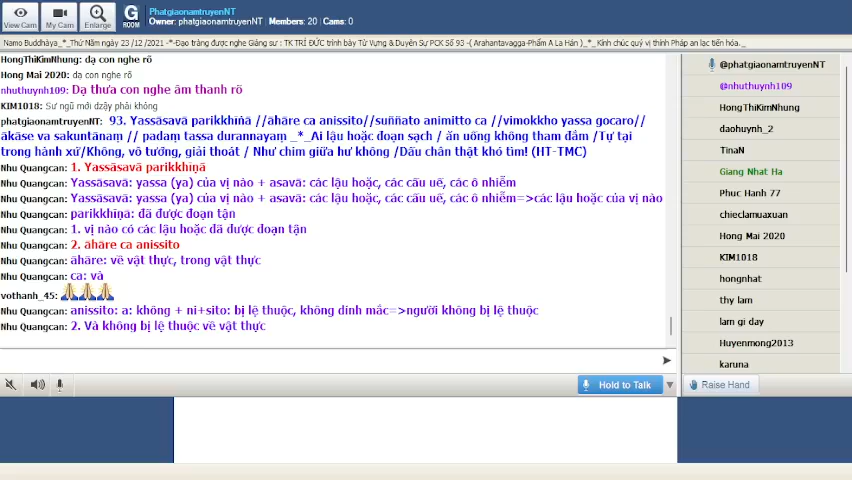 View Cam
My Cam
Enlarge
G
ROOM
PhatgiaonamtruyenNT
Owner: phatgiaonamtruyenNT Members: 20 Cams: 0
Namo Buddhàya_*_Thứ Năm ngày 23 /12 /2021 -*-Đạo tràng được nghe Giảng sư : TK TRÍ ĐỨC trình bày Từ Vựng & Duyên Sự PCK Số 93 -( Arahantavagga-Phẩm A La Hán )_*_ Kính chúc quý vị thính Pháp an lạc tiến hóa._
HongThiKimNhung: dạ con nghe rõ
Hong Mai 2020: dạ con nghe rõ
nhuthuynh109: Dạ thưa con nghe âm thanh rõ
KIM1018: Sư ngũ mới dzậy phải không
phatgiaonamtruyenNT: 93. Yassāsavā parikkhīṇā //āhāre ca anissito//suññato animitto ca //vimokkho yassa gocaro//
ākāse va sakuntānaṃ // padaṃ tassa durannayaṃ _*_Ai lậu hoặc đoạn sạch / ăn uống không tham đắm /Tự tại
trong hành xứ/Không, vô tướng, giải thoát / Như chim giữa hư không /Dấu chân thật khó tìm! (HT-TMC)
Nhu Quangcan: 1. Yassāsavā parikkhīṇā
Nhu Quangcan: Yassāsavā: yassa (ya) của vị nào + asavā: các lậu hoặc, các cấu uế, các ô nhiễm
Nhu Quangcan: Yassāsavā: yassa (ya) của vị nào + asavā: các lậu hoặc, các cấu uế, các ô nhiễm=>các lậu hoặc của vị nào
Nhu Quangcan: parikkhīṇa: đã được đoạn tận
Nhu Quangcan: 1. vị nào có các lậu hoặc đã được đoạn tận
Nhu Quangcan: 2. āhāre ca anissito
Nhu Quangcan: āhāre: về vật thực, trong vật thực
Nhu Quangcan: ca: và
vothanh_45: 🙏🙏🙏
Nhu Quangcan: anissito: a: không + ni+sito: bị lệ thuộc, không dính mắc=>người không bị lệ thuộc
Nhu Quangcan: 2. Và không bị lệ thuộc về vật thực
Hold to Talk
@phatgiaonamtruyenNT
@nhuthuynh109
HongThiKimNhung
daohuynh_2
TinaN
Giang Nhat Ha
Phuc Hanh 77
chieclamuaxuan
Hong Mai 2020
KIM1018
hongnhat
thy lam
lam gi day
Huyenmong2013
karuna
Raise Hand